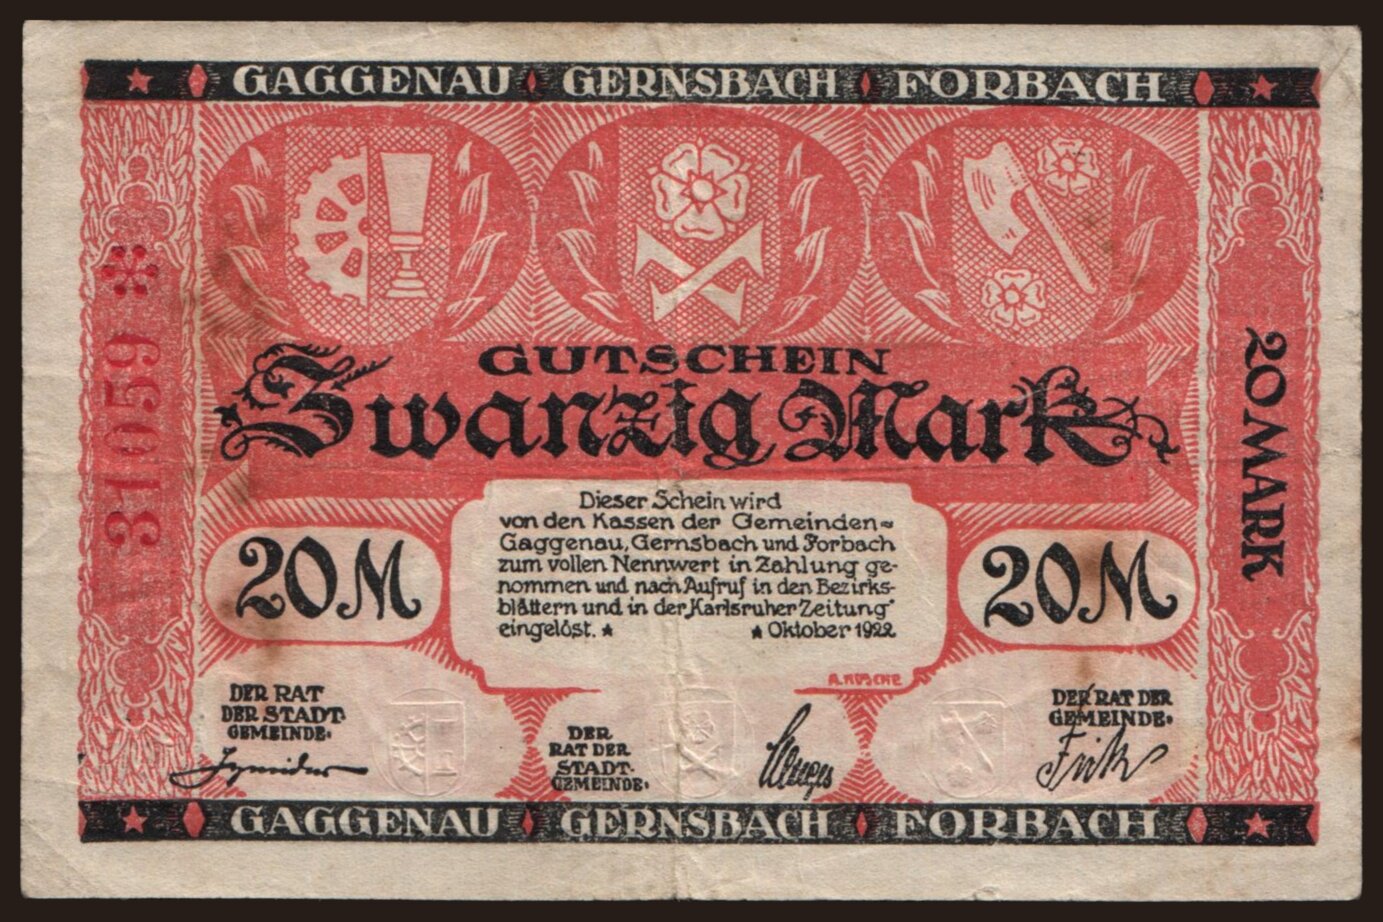 GAGGENAU GERNSBACH FORBACH
31059
GUTSCHEIN
Zwanzig Mark
20 MARK
Dieser Schein wird
von den Kassen der Gemeinden=
Gaggenau, Gernsbach und Forbach
zum vollen Nennwert in Zahlung ge-
nommen und nach Aufruf in den Bezirks-
blättern und in der „Karlsruher Zeitung"
eingelöst. * * Oktober 1922
20 M
20 M
DER RAT
DER STADT-
GEMEINDE.
DER
RAT DER
STADT-
GEMEINDE.
DER RAT DER
GEMEINDE.
Fritz
GAGGENAU GERNSBACH FORBACH